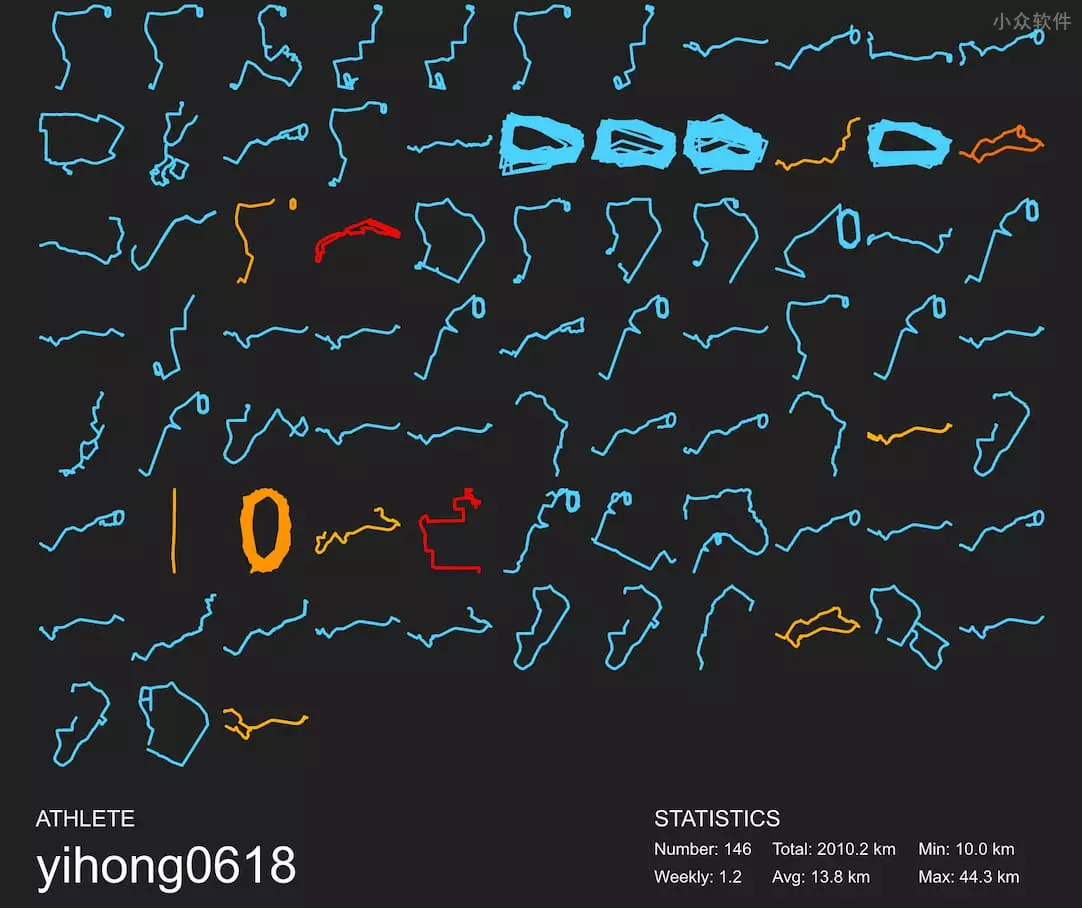 小众软件
ATHLETE
yihong0618
STATISTICS
Number: 146 Total: 2010.2 km Min: 10.0 km
Weekly: 1.2 Avg: 13.8 km Max: 44.3 km